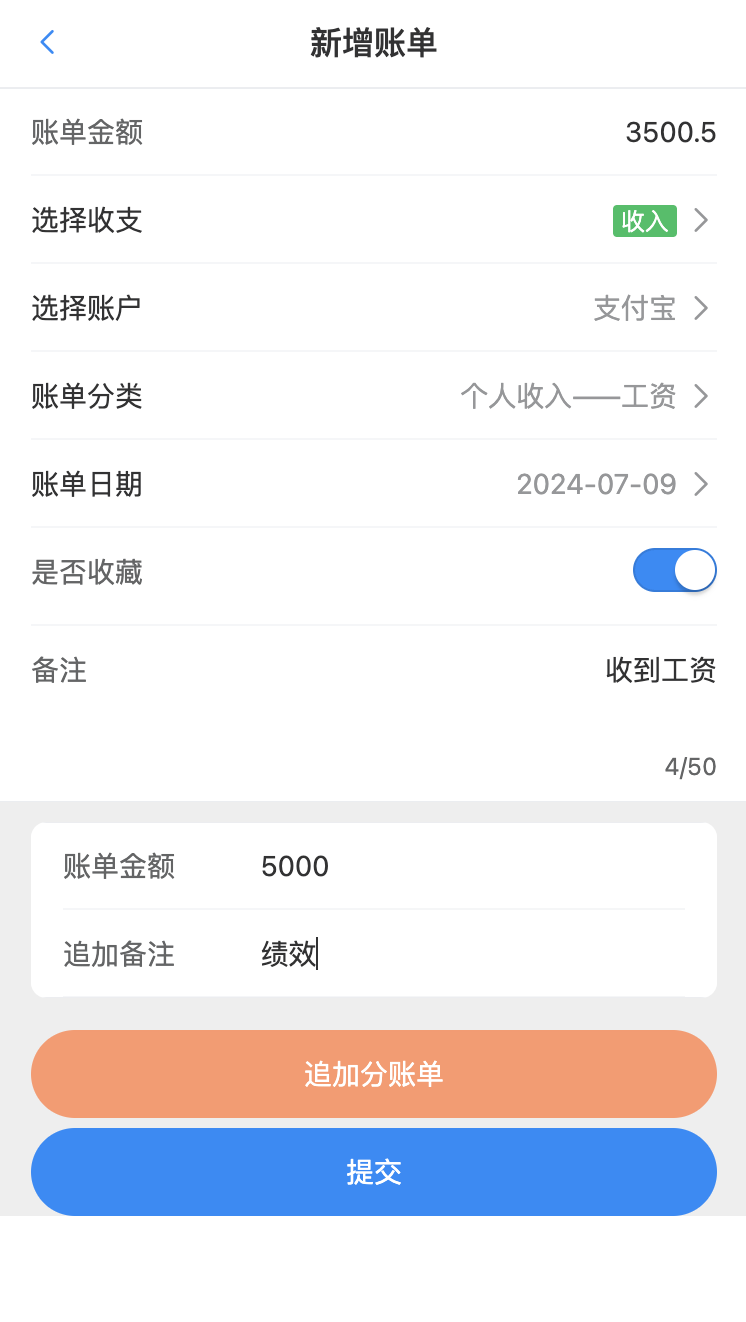 新增账单
账单金额 3500.5
选择收支 收入
选择账户 支付宝
账单分类 个人收入——工资
账单日期 2024-07-09
是否收藏
备注 收到工资
4/50
账单金额 5000
追加备注 绩效
追加分账单
提交